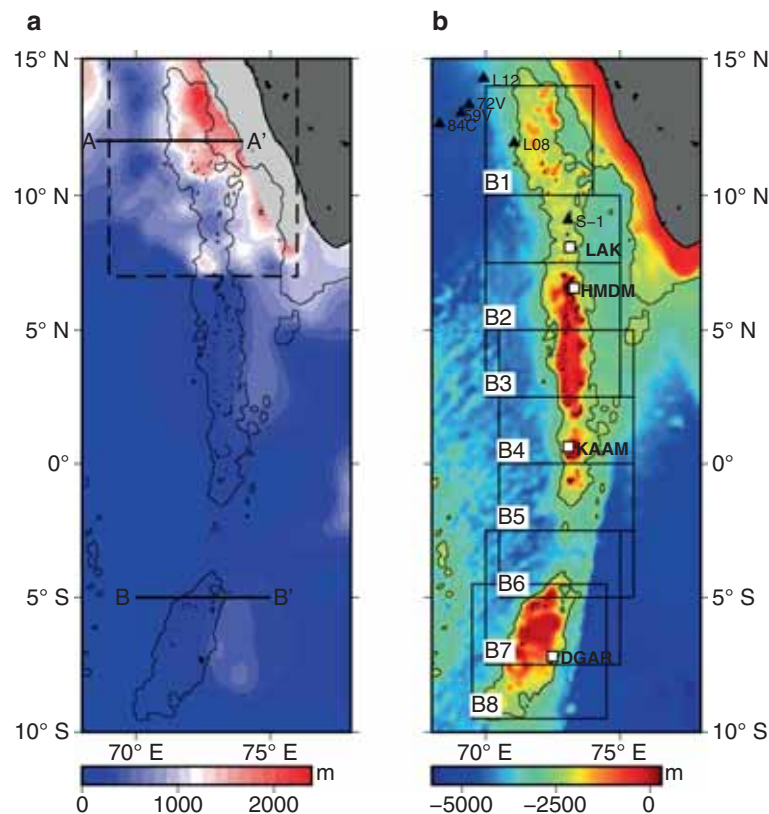 a
b
15° N
15° N
L12
72V
59V
84C
A
A'
L08
10° N
B1
10° N
S−1
LAK
HMDM
5° N
B2
5° N
B3
0°
B4
KAAM
0°
B5
5° S
B
B'
B6
5° S
B7
DGAR
B8
10° S
10° S
70° E
75° E
70° E
75° E
m
m
0
1000
2000
−5000
−2500
0